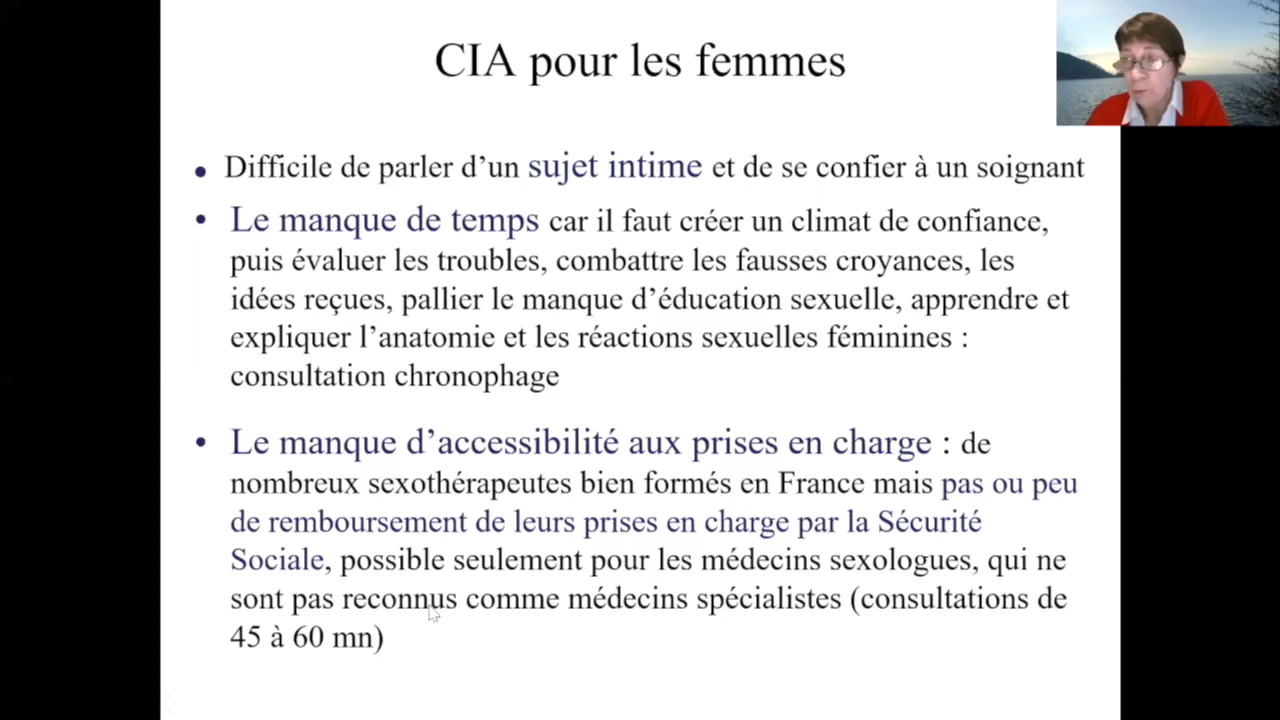 CIA pour les femmes
• Difficile de parler d’un sujet intime et de se confier à un soignant
• Le manque de temps car il faut créer un climat de confiance,
puis évaluer les troubles, combattre les fausses croyances, les
idées reçues, pallier le manque d’éducation sexuelle, apprendre et
expliquer l’anatomie et les réactions sexuelles féminines :
consultation chronophage
• Le manque d’accessibilité aux prises en charge : de
nombreux sexothérapeutes bien formés en France mais pas ou peu
de remboursement de leurs prises en charge par la Sécurité
Sociale, possible seulement pour les médecins sexologues, qui ne
sont pas reconnus comme médecins spécialistes (consultations de
45 à 60 mn)